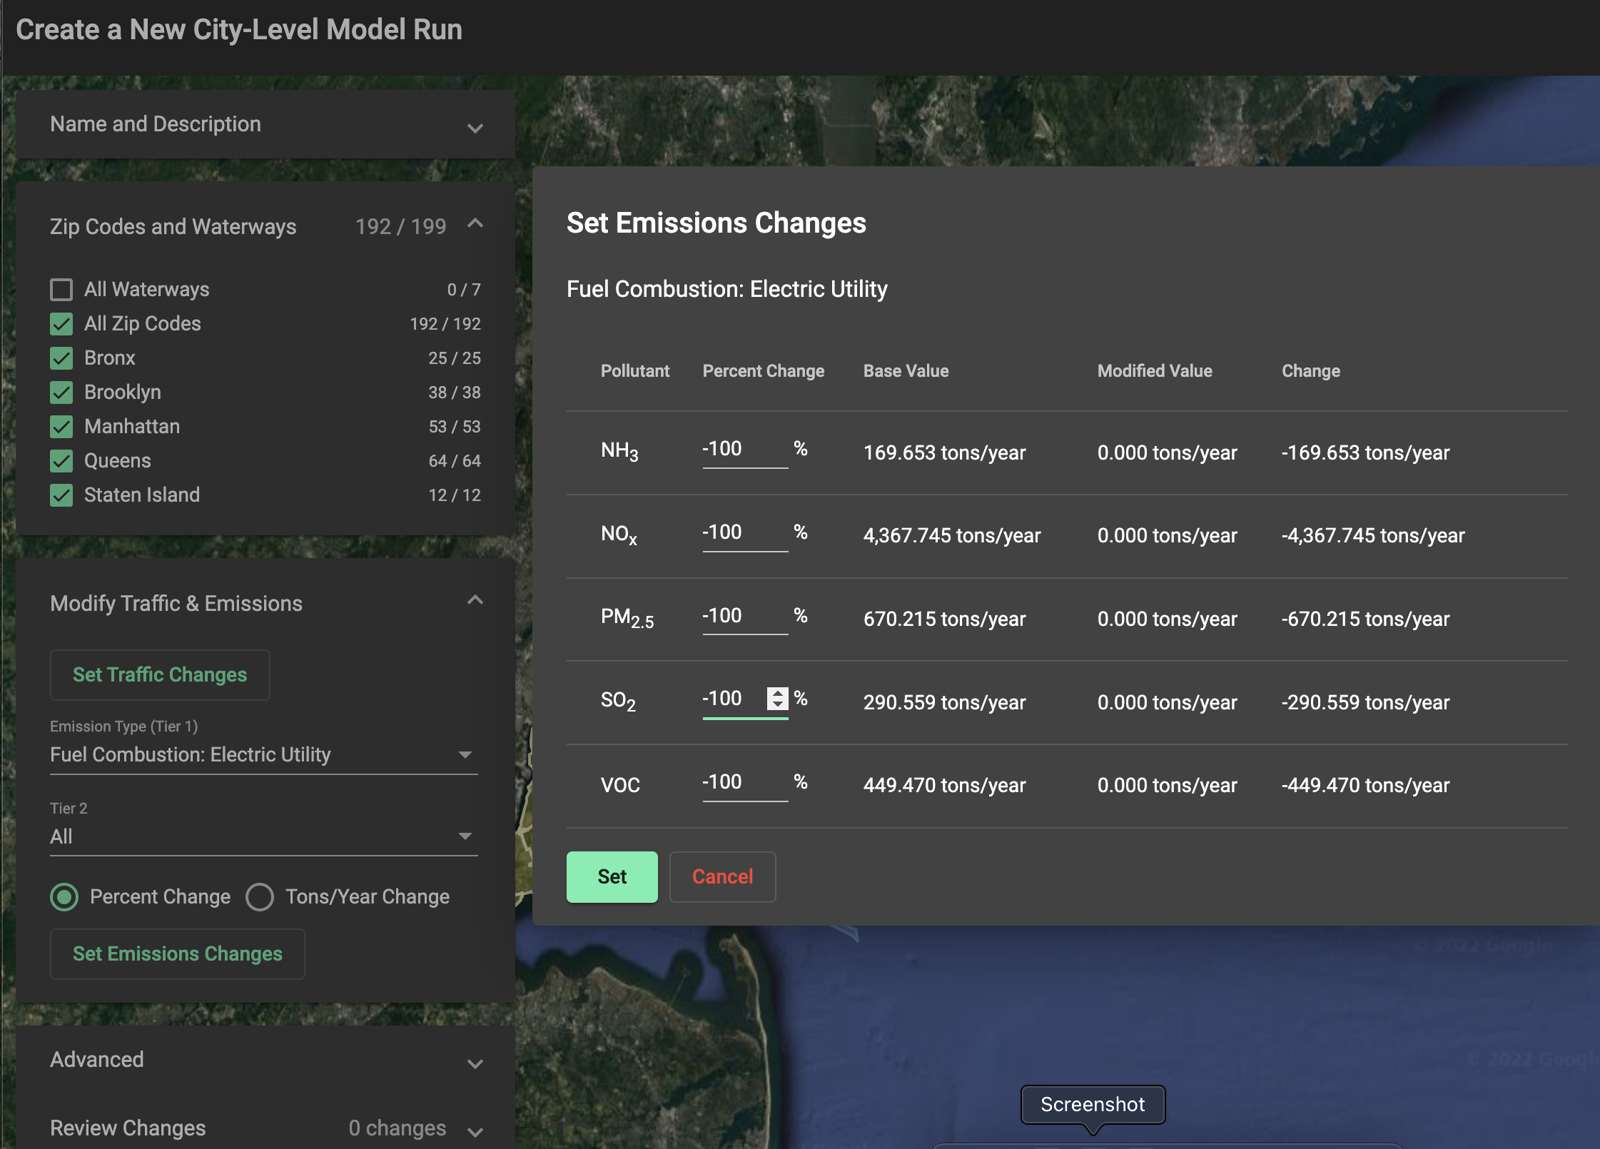 Create a New City-Level Model Run
Name and Description
Zip Codes and Waterways 192 / 199
All Waterways 0 / 7
All Zip Codes 192 / 192
Bronx 25 / 25
Brooklyn 38 / 38
Manhattan 53 / 53
Queens 64 / 64
Staten Island 12 / 12
Modify Traffic & Emissions
Set Traffic Changes
Emission Type (Tier 1)
Fuel Combustion: Electric Utility
Tier 2
All
Percent Change Tons/Year Change
Set Emissions Changes
Advanced
Review Changes 0 changes
Set Emissions Changes
Fuel Combustion: Electric Utility
Pollutant Percent Change Base Value Modified Value Change
NH3 -100 % 169.653 tons/year 0.000 tons/year -169.653 tons/year
NOx -100 % 4,367.745 tons/year 0.000 tons/year -4,367.745 tons/year
PM2.5 -100 % 670.215 tons/year 0.000 tons/year -670.215 tons/year
SO2 -100 % 290.559 tons/year 0.000 tons/year -290.559 tons/year
VOC -100 % 449.470 tons/year 0.000 tons/year -449.470 tons/year
Set Cancel
© 2022 Google
© 2022 Google
Screenshot